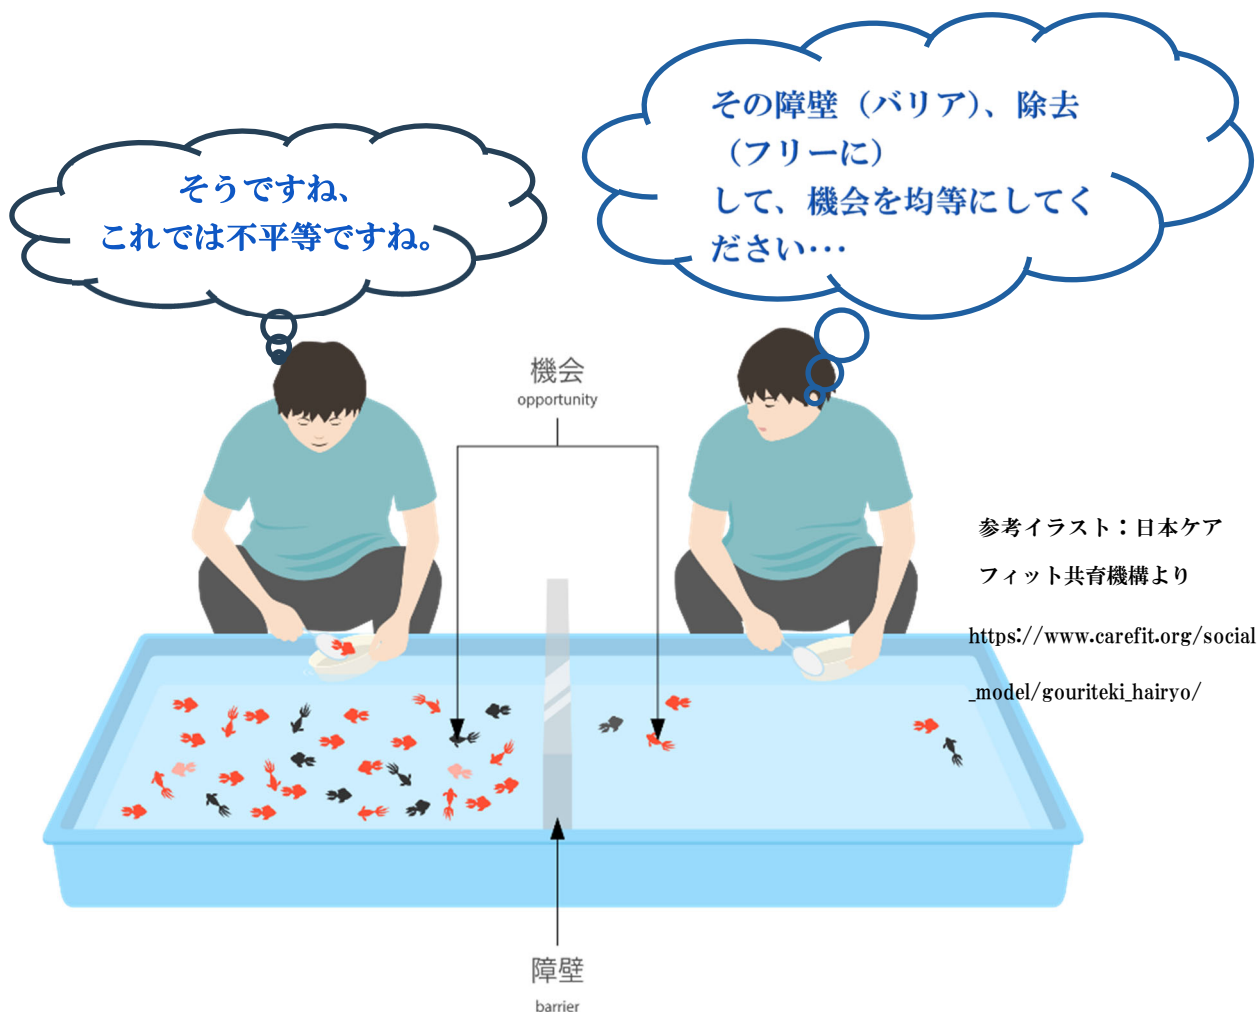 そうですね、
これでは不平等ですね。
その障壁（バリア）、除去
（フリーに）
して、機会を均等にしてく
ださい･･･
機会
opportunity
参考イラスト：日本ケア
フィット共育機構より
https://www.carefit.org/social
_model/gouriteki_hairyo/
障壁
barrier